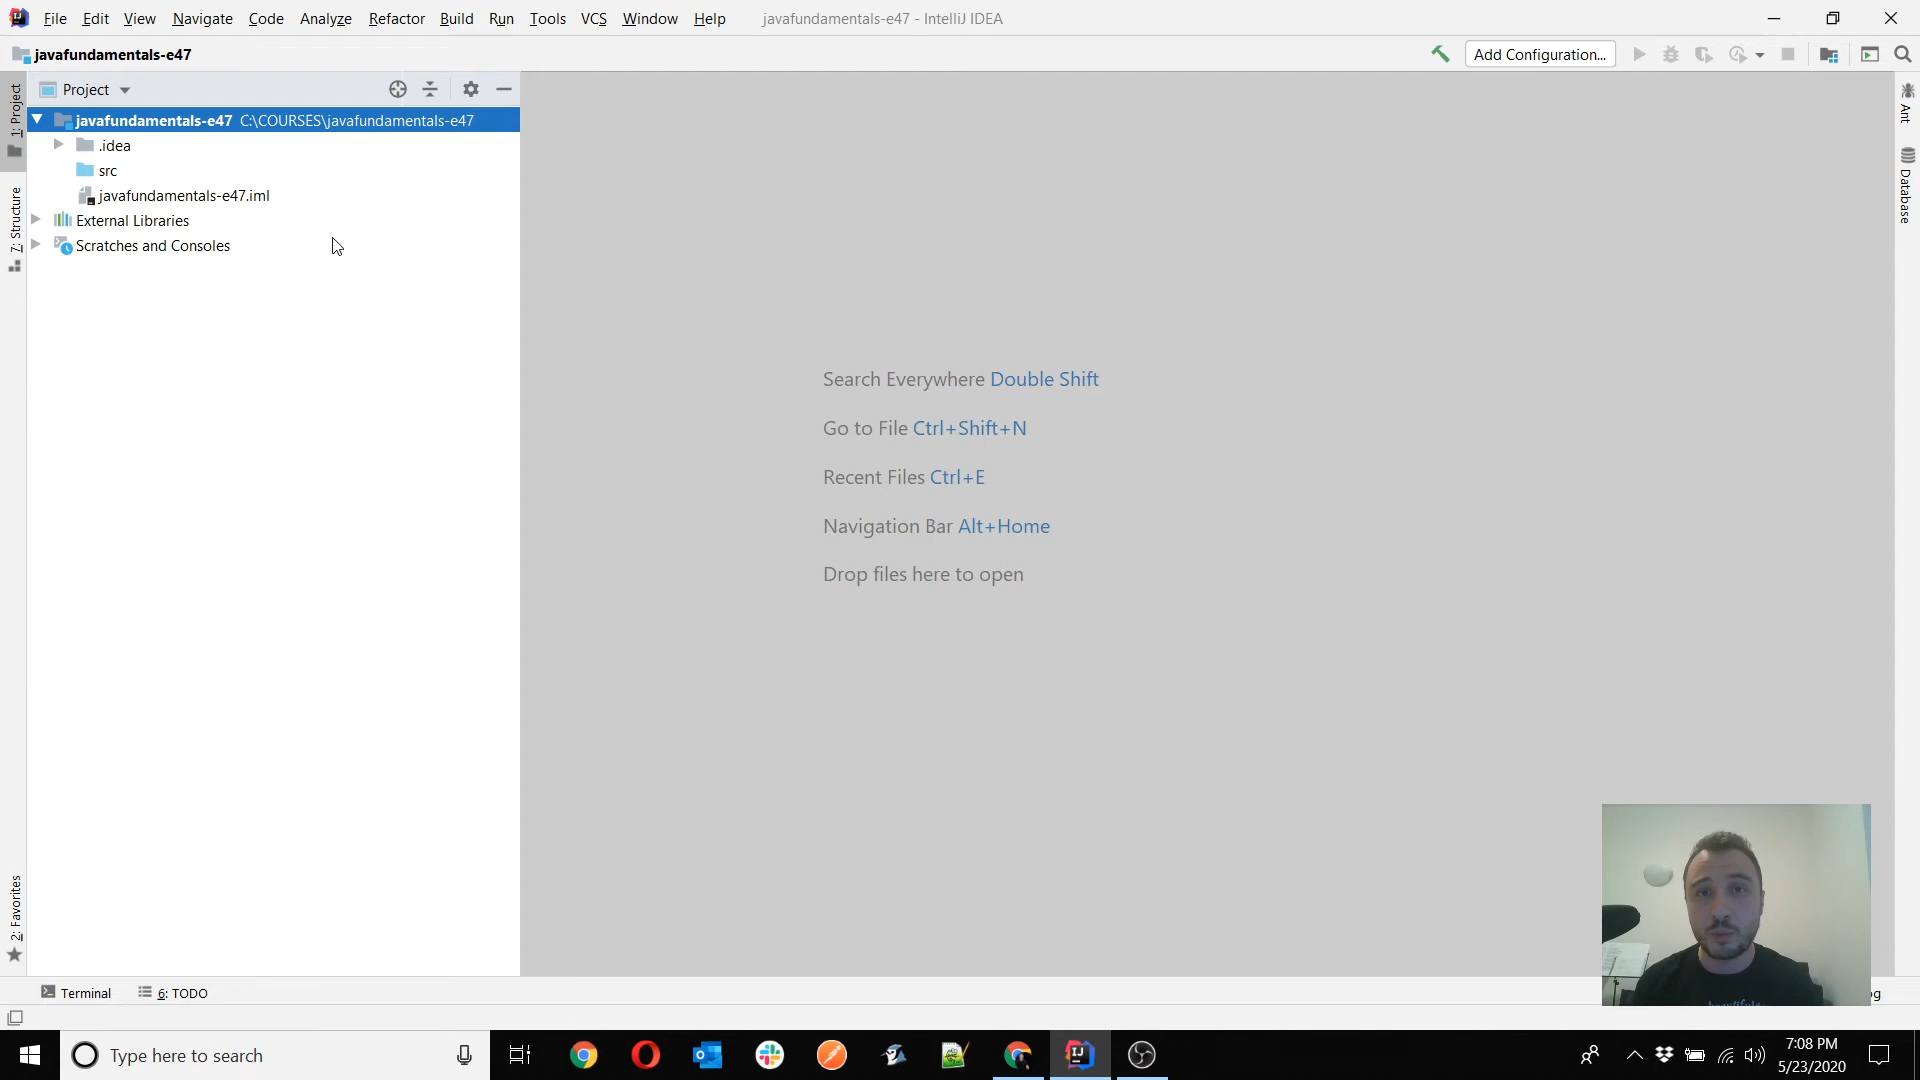 File Edit View Navigate Code Analyze Refactor Build Run Tools VCS Window Help javafundamentals-e47 - IntelliJ IDEA
javafundamentals-e47
Add Configuration...
1: Project
Project
javafundamentals-e47 C:\COURSES\javafundamentals-e47
.idea
src
javafundamentals-e47.iml
External Libraries
Scratches and Consoles
7: Structure
2: Favorites
Ant
Database
Search Everywhere Double Shift
Go to File Ctrl+Shift+N
Recent Files Ctrl+E
Navigation Bar Alt+Home
Drop files here to open
Terminal 6: TODO
Type here to search
7:08 PM
5/23/2020